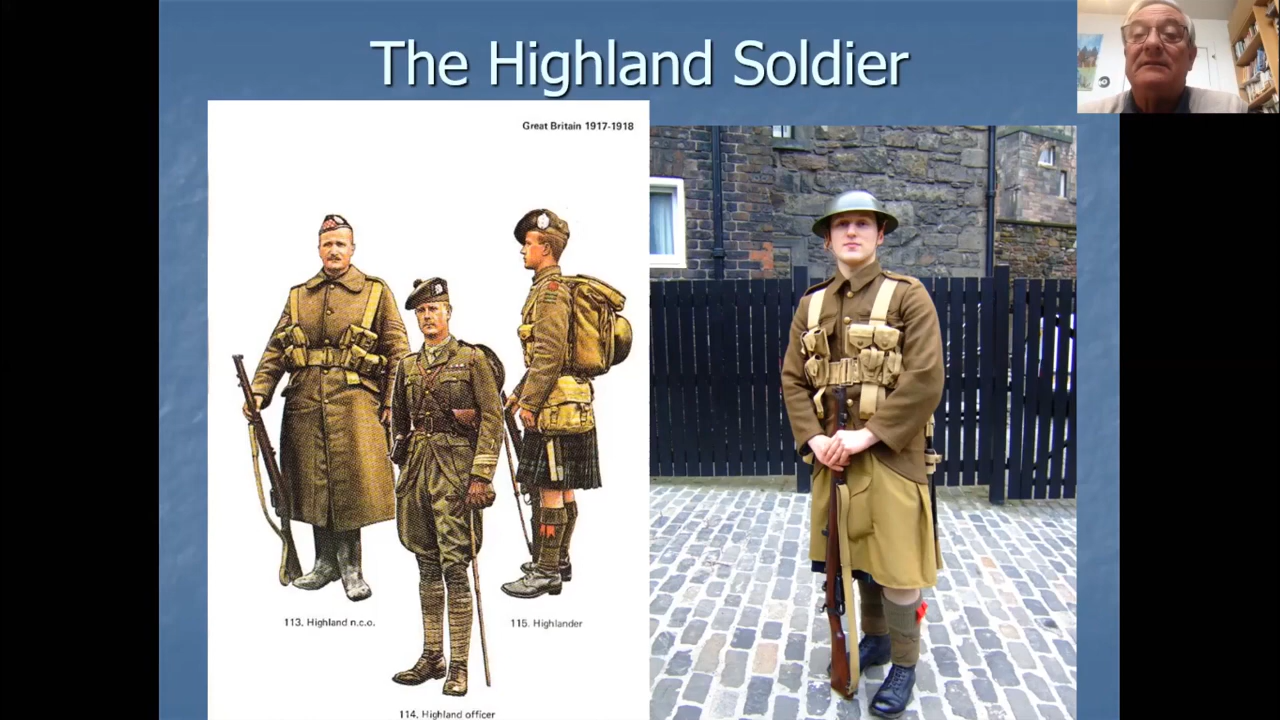 The Highland Soldier
Great Britain 1917-1918
113. Highland n.c.o.
115. Highlander
114. Highland officer